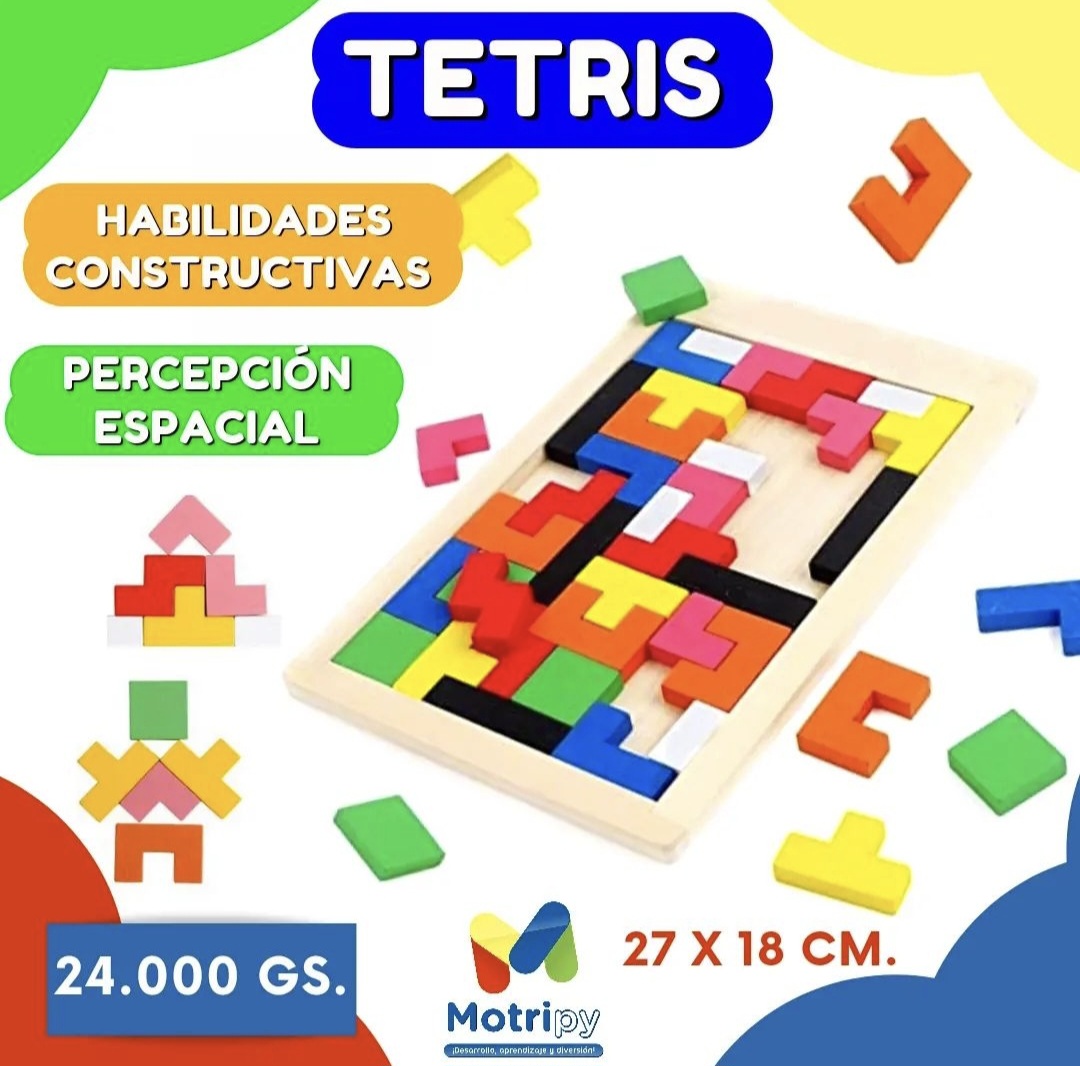 TETRIS
HABILIDADES
CONSTRUCTIVAS
PERCEPCIÓN
ESPACIAL
24.000 GS.
27 X 18 CM.
Motripy
¡Desarrollo, aprendizaje y diversión!